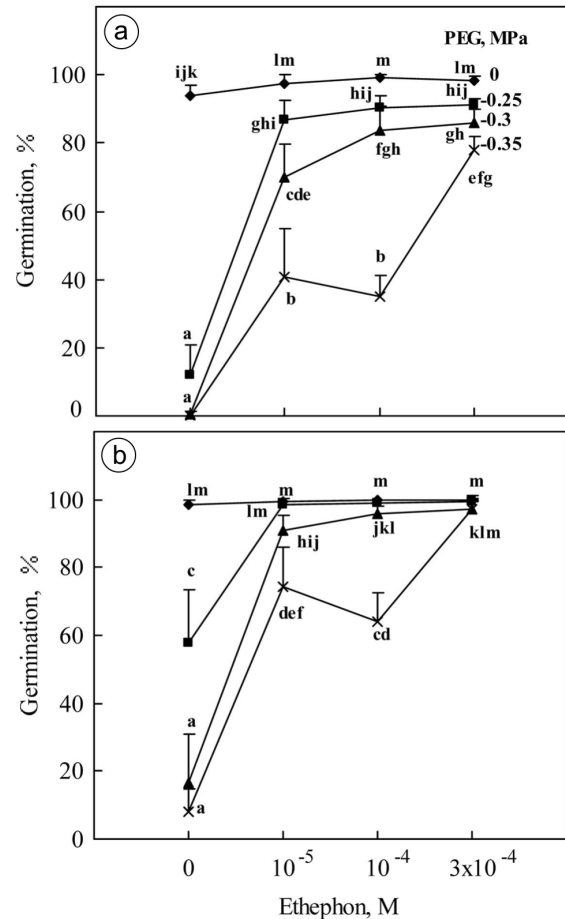 a
PEG, MPa
ijk
lm
m
lm
0
100
hij
hij
-0.25
ghi
-0.3
80
fgh
gh
-0.35
cde
efg
60
b
40
b
20
a
a
0
Germination, %
b
lm
m
m
m
100
lm
jkl
klm
hij
80
c
def
cd
60
40
a
20
a
0
Germination, %
0
10-5
10-4
3x10-4
Ethephon, M